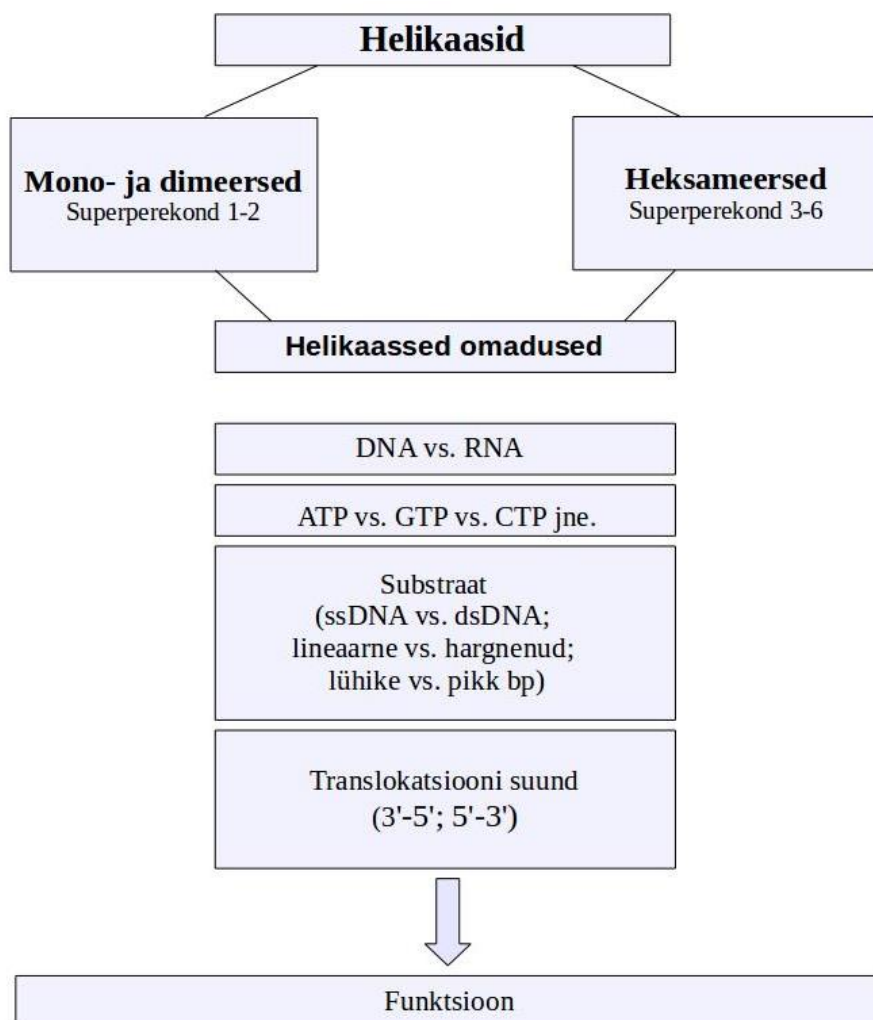 Helikaasid
Mono- ja dimeersed
Superperekond 1-2
Heksameersed
Superperekond 3-6
Helikaassed omadused
DNA vs. RNA
ATP vs. GTP vs. CTP jne.
Substraat
(ssDNA vs. dsDNA;
lineaarne vs. hargnenud;
lühike vs. pikk bp)
Translokatsiooni suund
(3'-5'; 5'-3')
Funktsioon